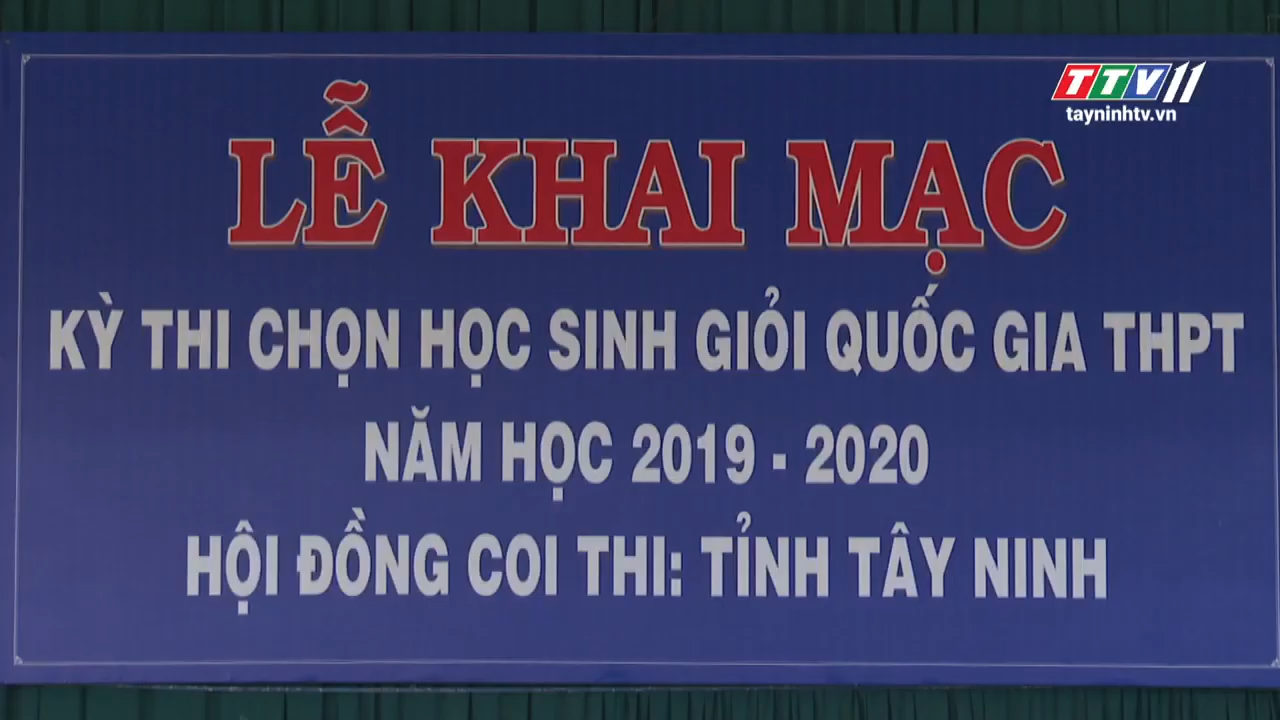 TTV11
tayninhtv.vn
LỄ KHAI MẠC
KỲ THI CHỌN HỌC SINH GIỎI QUỐC GIA THPT
NĂM HỌC 2019 - 2020
HỘI ĐỒNG COI THI: TỈNH TÂY NINH